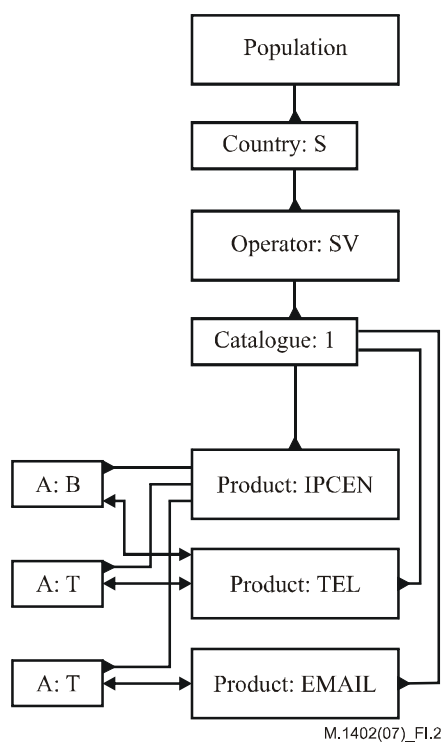 Population
Country: S
Operator: SV
Catalogue: 1
A: B
Product: IPCEN
A: T
Product: TEL
A: T
Product: EMAIL
M.1402(07)_FI.2